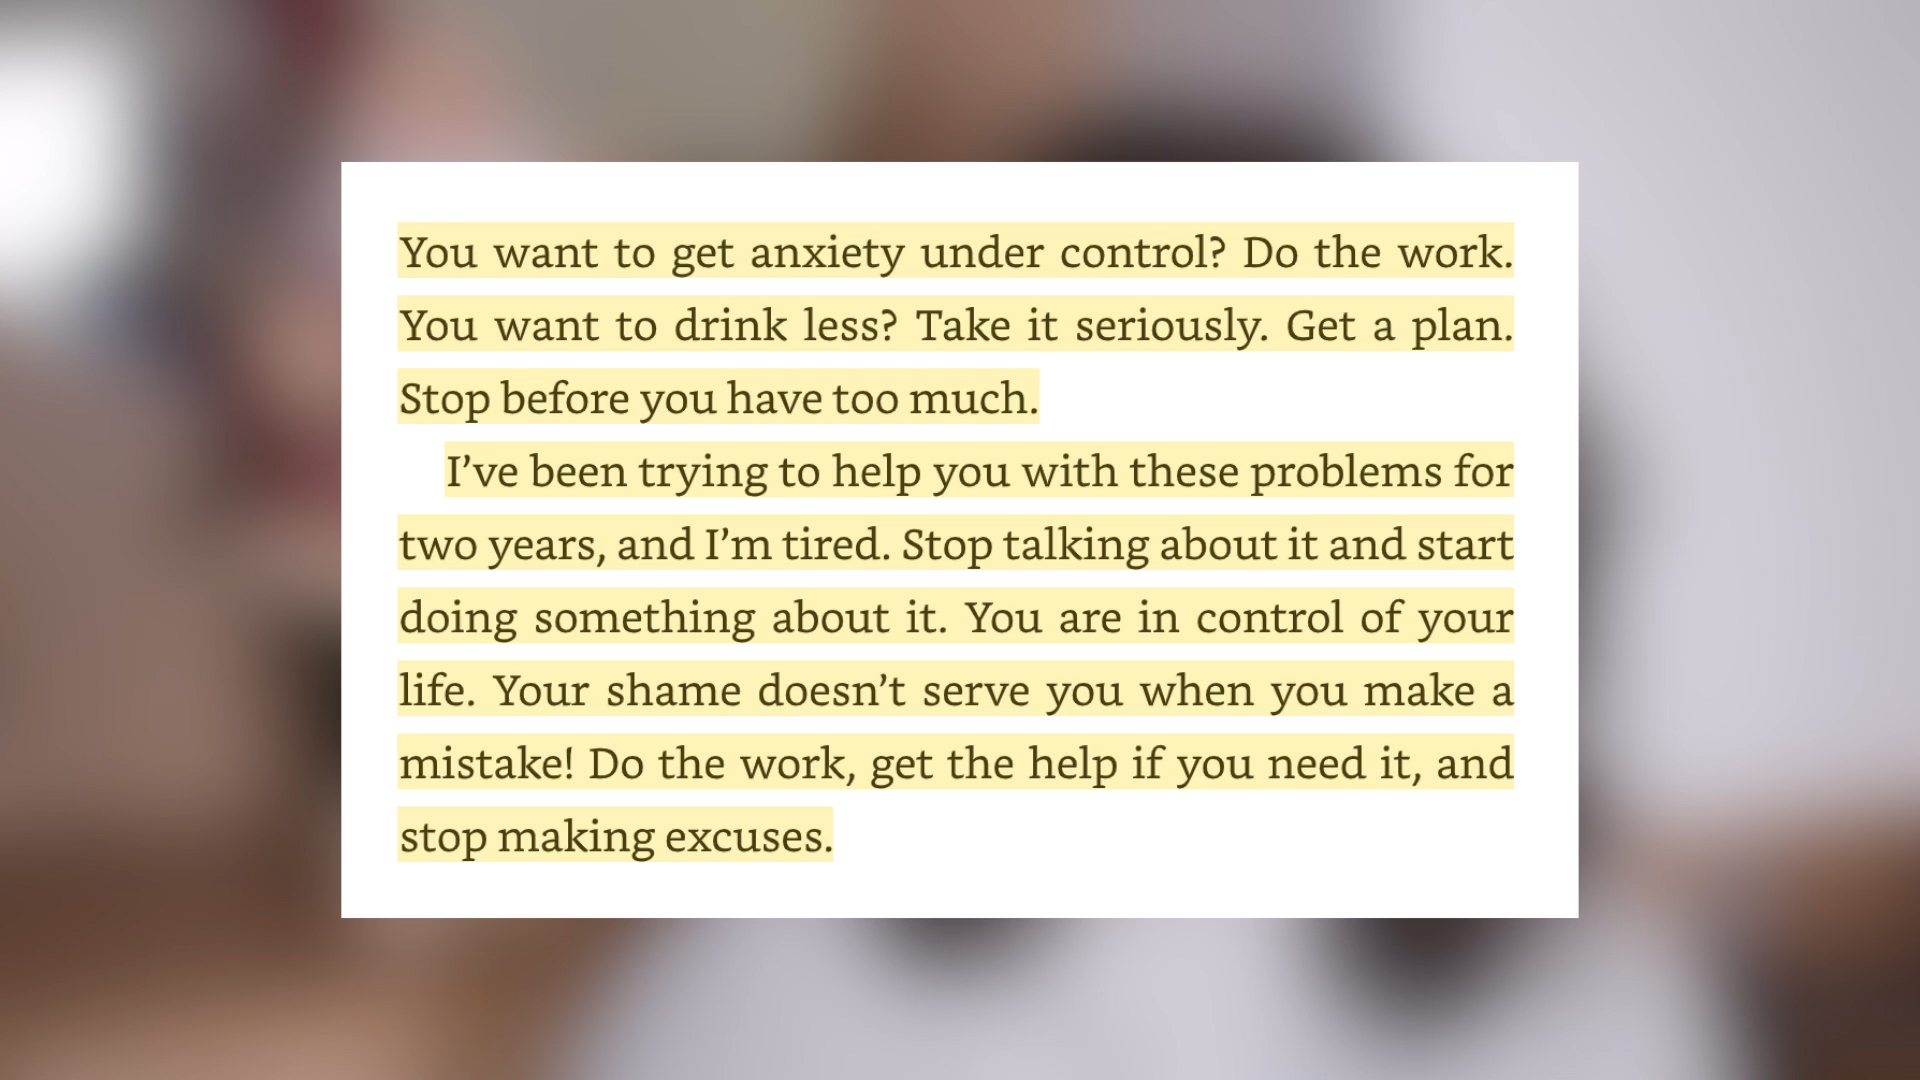 You want to get anxiety under control? Do the work.
You want to drink less? Take it seriously. Get a plan.
Stop before you have too much.
I’ve been trying to help you with these problems for
two years, and I’m tired. Stop talking about it and start
doing something about it. You are in control of your
life. Your shame doesn’t serve you when you make a
mistake! Do the work, get the help if you need it, and
stop making excuses.